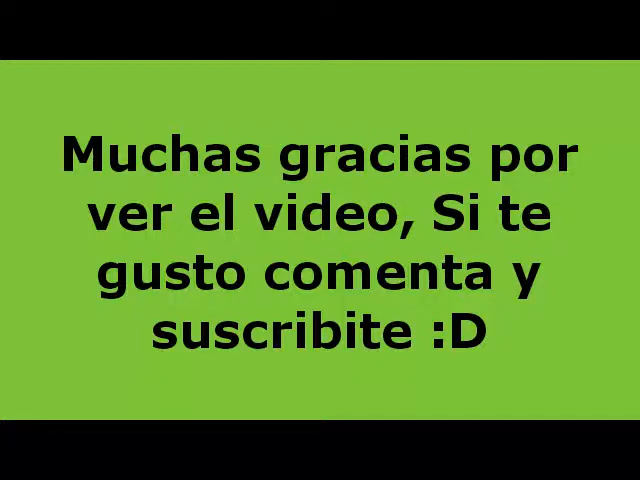 Muchas gracias por
ver el video, Si te
gusto comenta y
suscribite :D